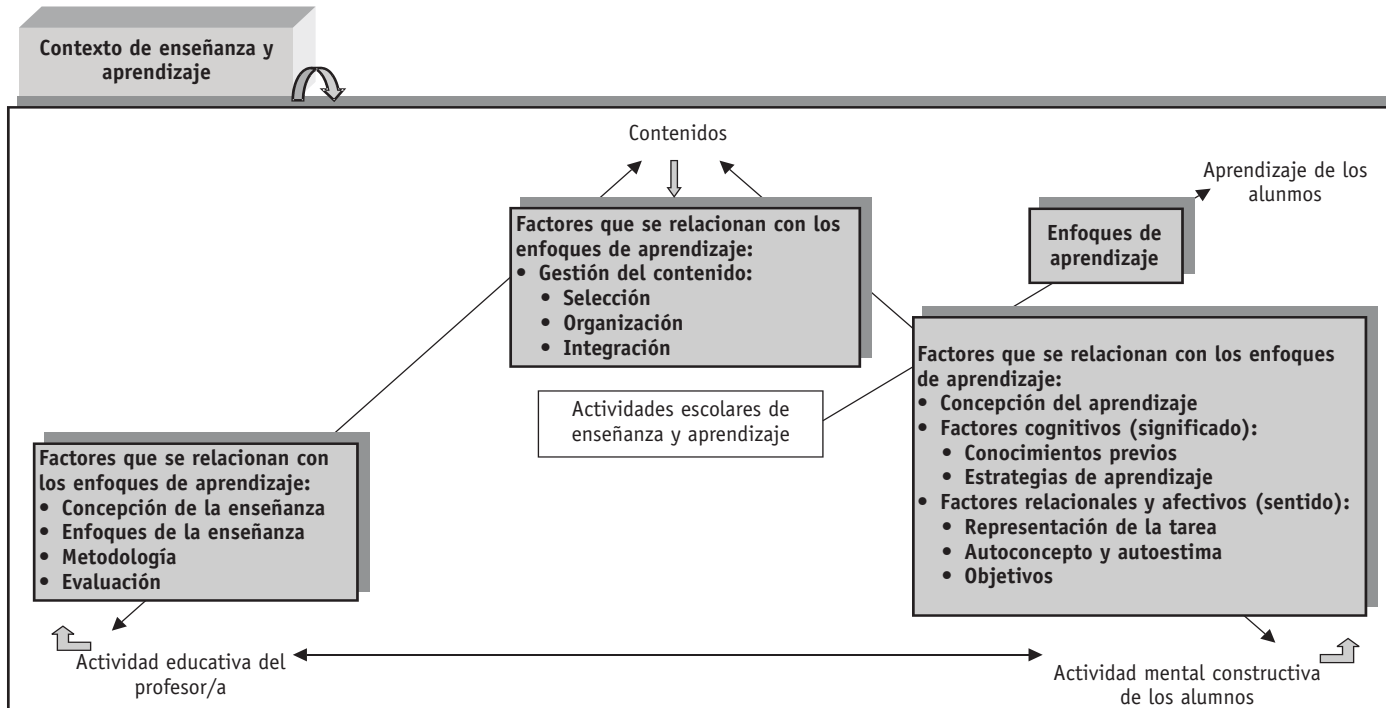 Contexto de enseñanza y
aprendizaje
Contenidos
Aprendizaje de los
alunmos
Factores que se relacionan con los
enfoques de aprendizaje:
• Gestión del contenido:
• Selección
• Organización
• Integración
Enfoques de
aprendizaje
Actividades escolares de
enseñanza y aprendizaje
Factores que se relacionan con los enfoques
de aprendizaje:
• Concepción del aprendizaje
• Factores cognitivos (significado):
• Conocimientos previos
• Estrategias de aprendizaje
• Factores relacionales y afectivos (sentido):
• Representación de la tarea
• Autoconcepto y autoestima
• Objetivos
Factores que se relacionan con
los enfoques de aprendizaje:
• Concepción de la enseñanza
• Enfoques de la enseñanza
• Metodología
• Evaluación
Actividad educativa del
profesor/a
Actividad mental constructiva
de los alumnos